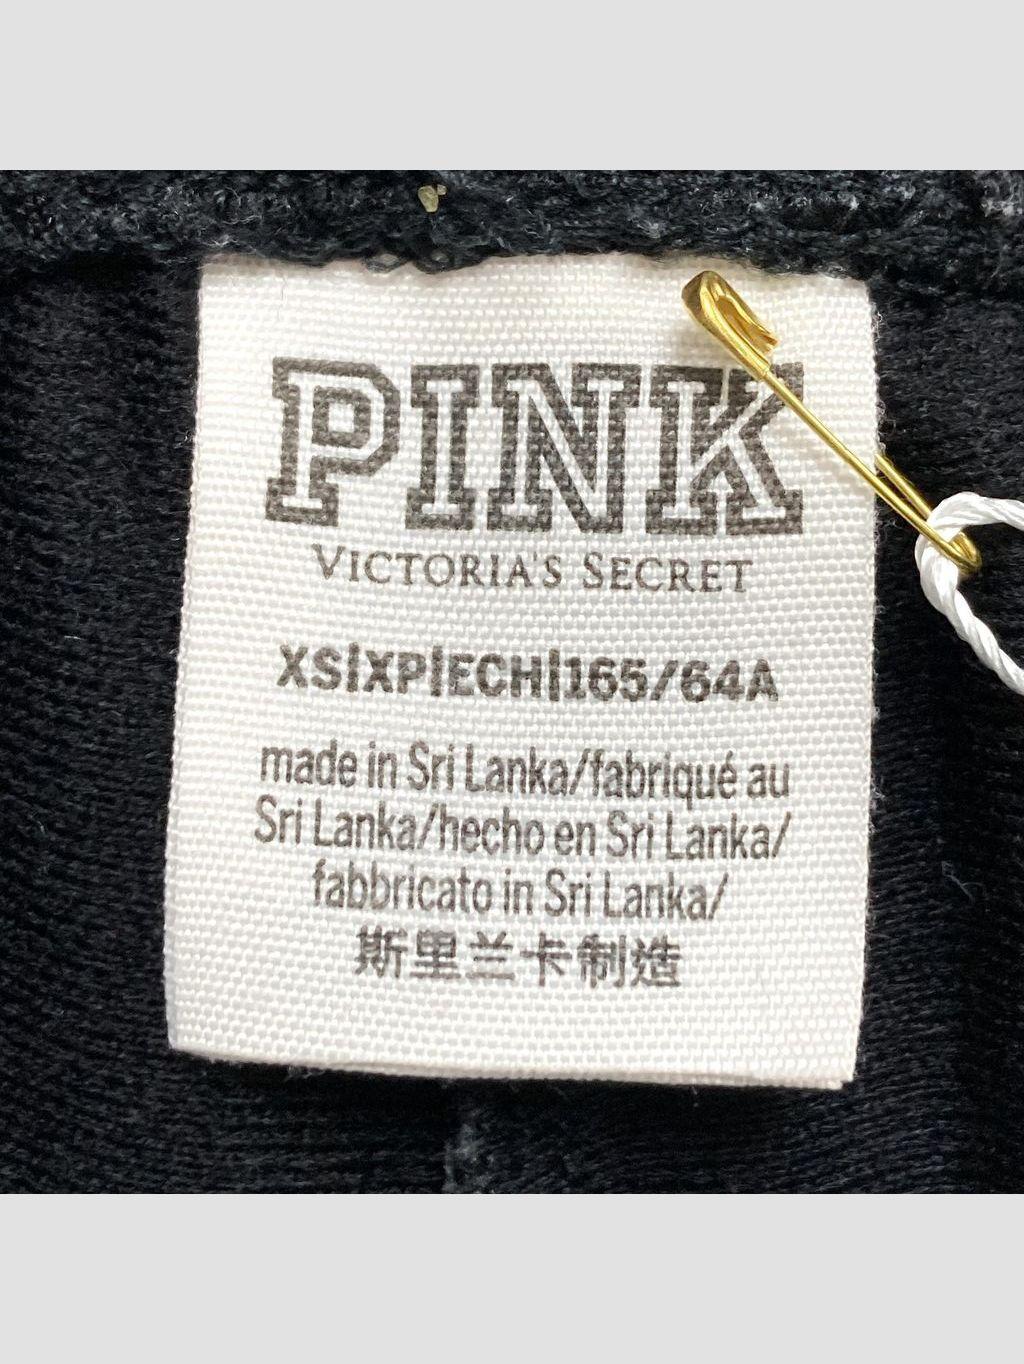 PINK
VICTORIA'S SECRET
XS|XP|ECH|165/64A
made in Sri Lanka/fabriqué au
Sri Lanka/hecho en Sri Lanka/
fabbricato in Sri Lanka/
斯里兰卡制造